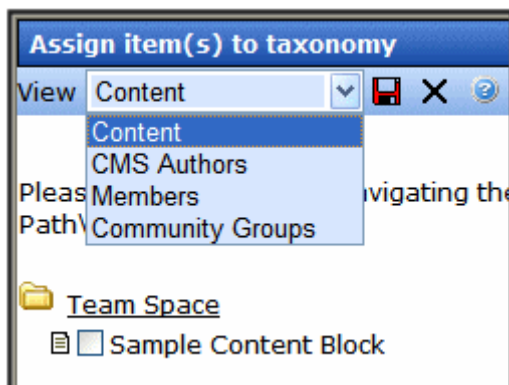 Assign item(s) to taxonomy
View Content
Content
CMS Authors
Pleas Members vigating the
Path\ Community Groups
Team Space
Sample Content Block